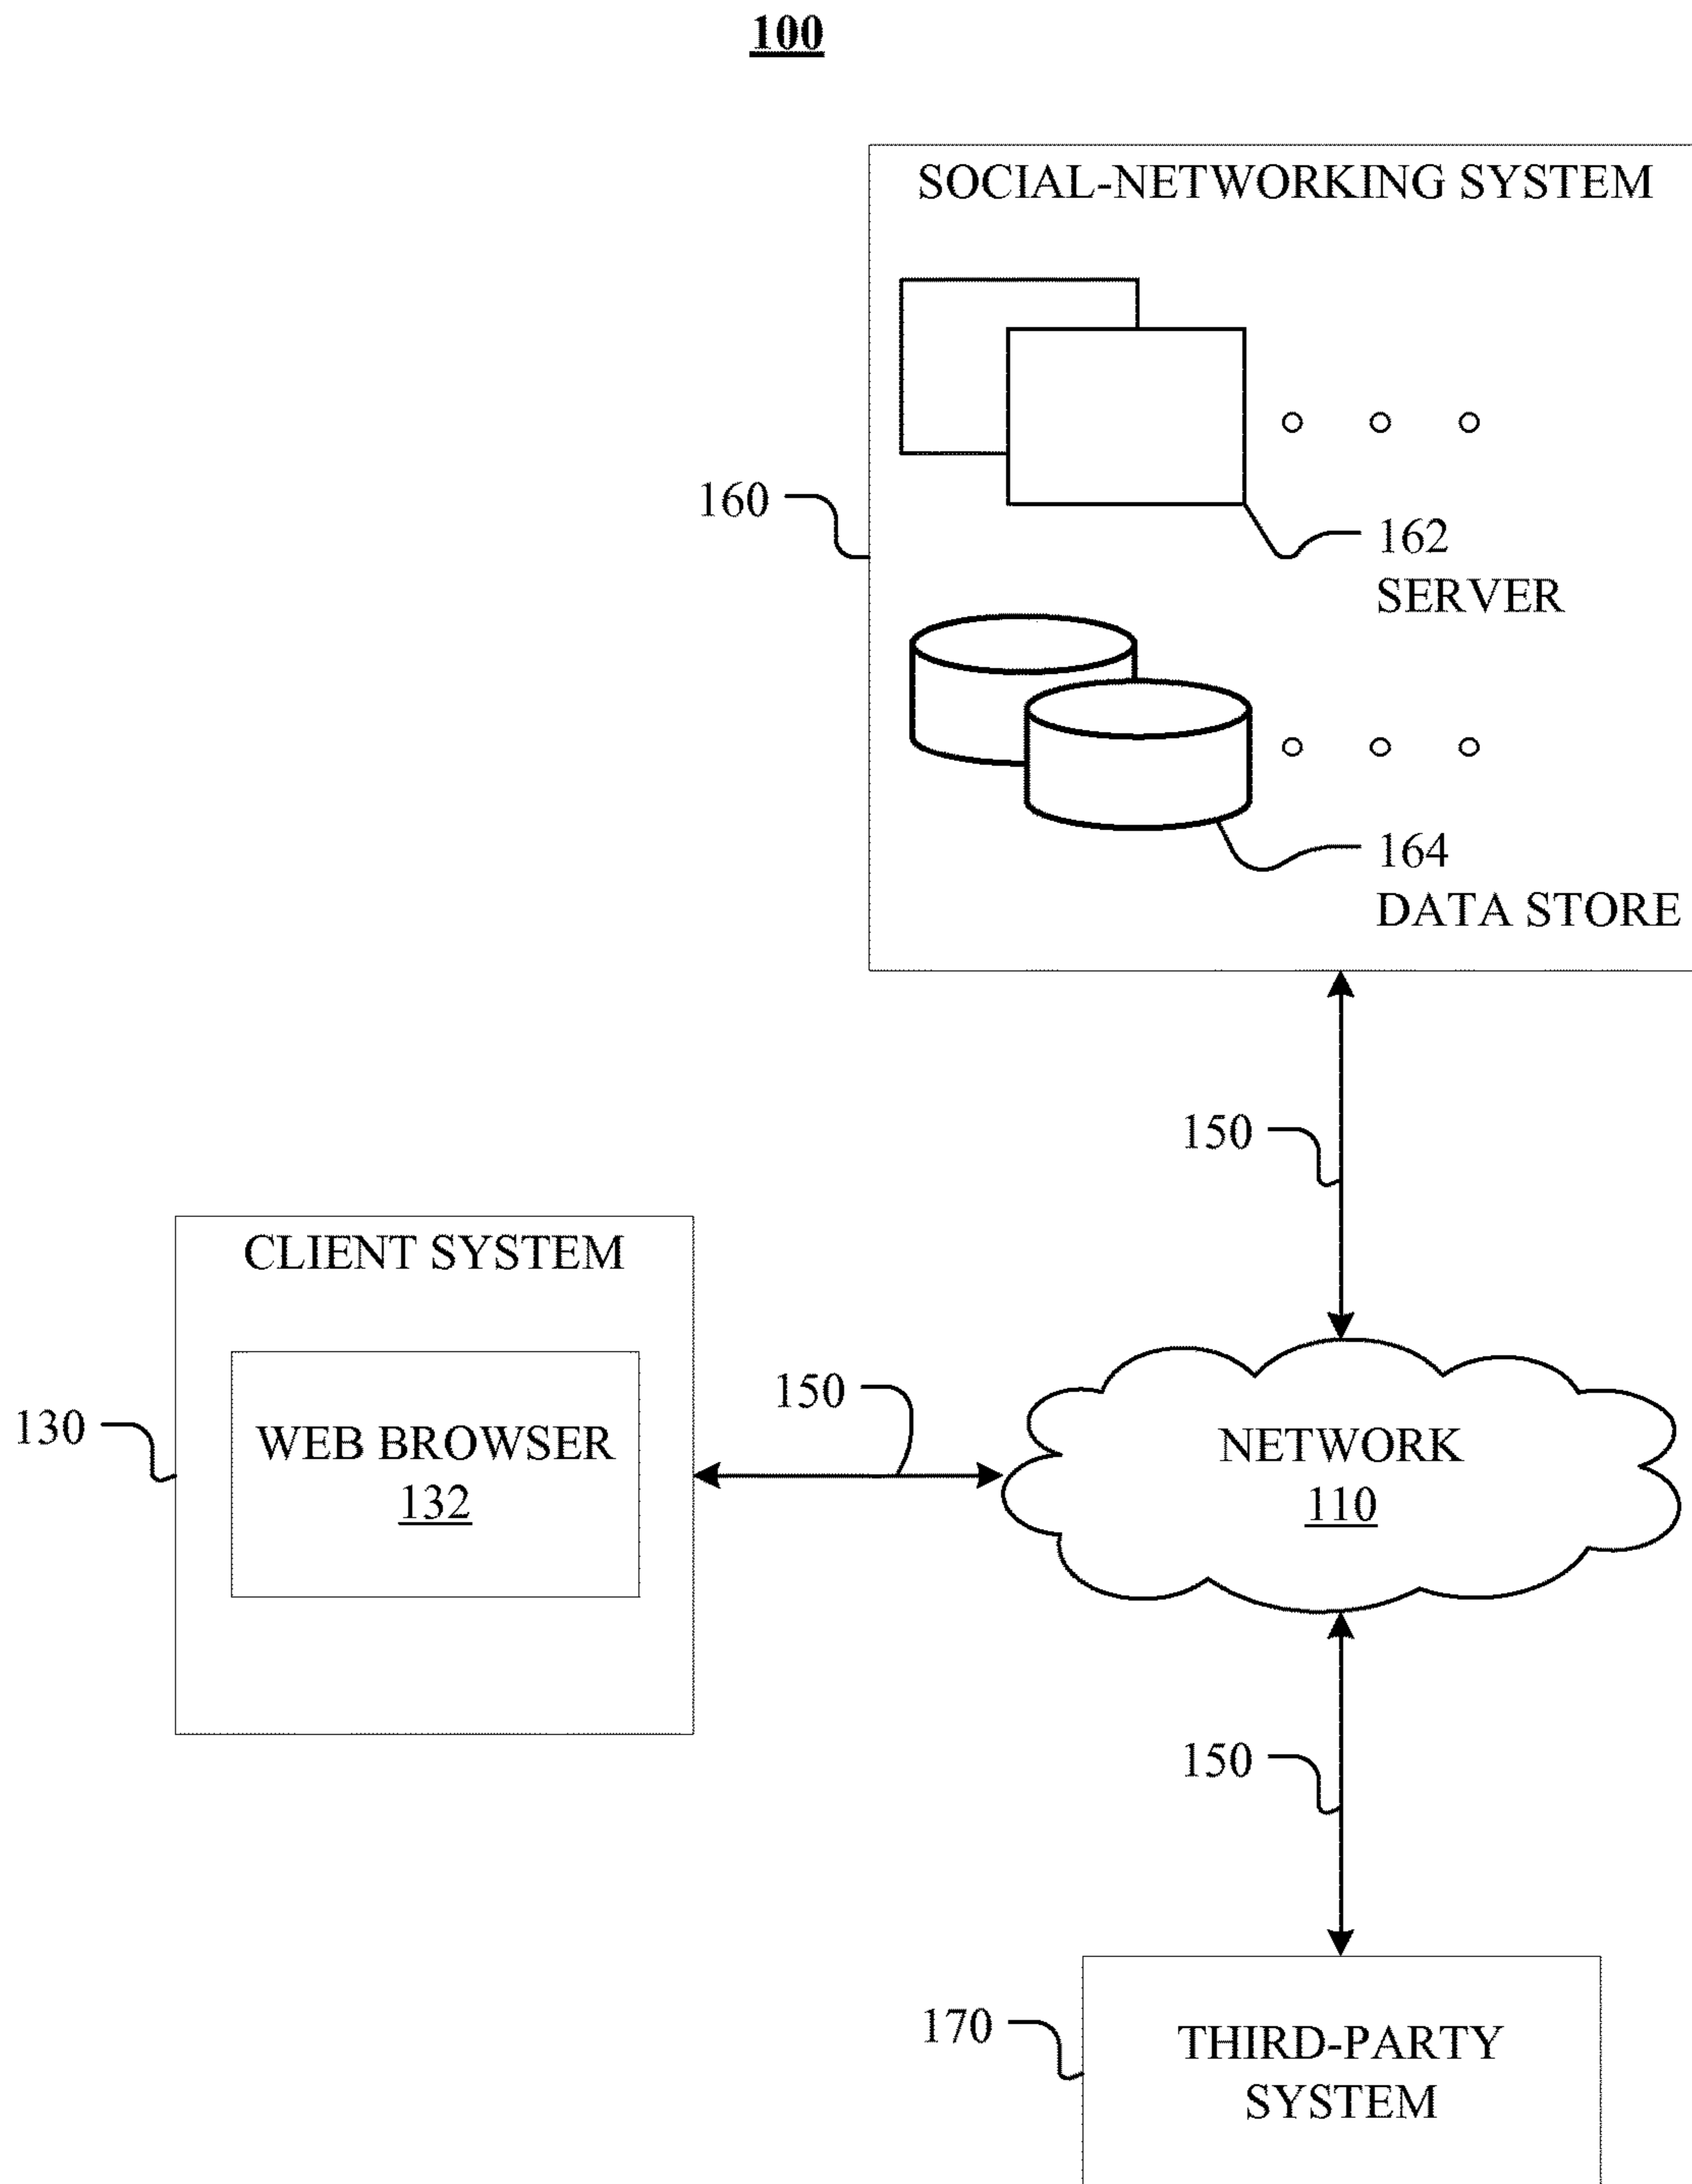 100
SOCIAL-NETWORKING SYSTEM
160
162
SERVER
164
DATA STORE
150
CLIENT SYSTEM
130
WEB BROWSER
132
150
NETWORK
110
150
170
THIRD-PARTY
SYSTEM